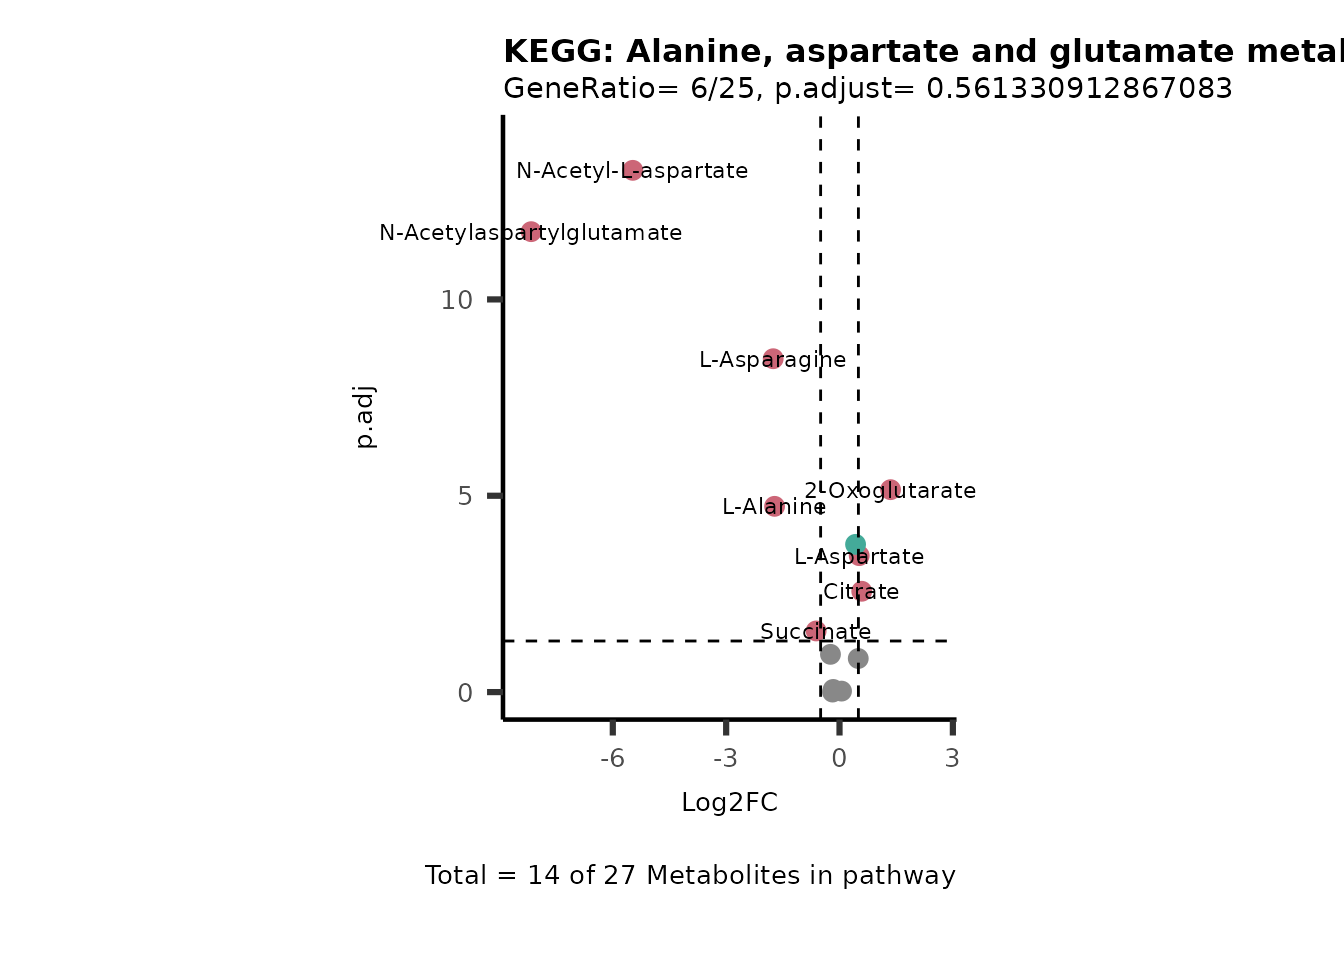 KEGG: Alanine, aspartate and glutamate
GeneRatio= 6/25, p.adjust= 0.561330912867083
N-Acetyl-L-aspartate
N-Acetylaspartylglutamate
10
L-Asparagine
p.adj
5
2-Oxoglutarate
L-Alanine
L-Aspartate
Citrate
Succinate
0
-6
-3
0
3
Log2FC
Total = 14 of 27 Metabolites in pathway